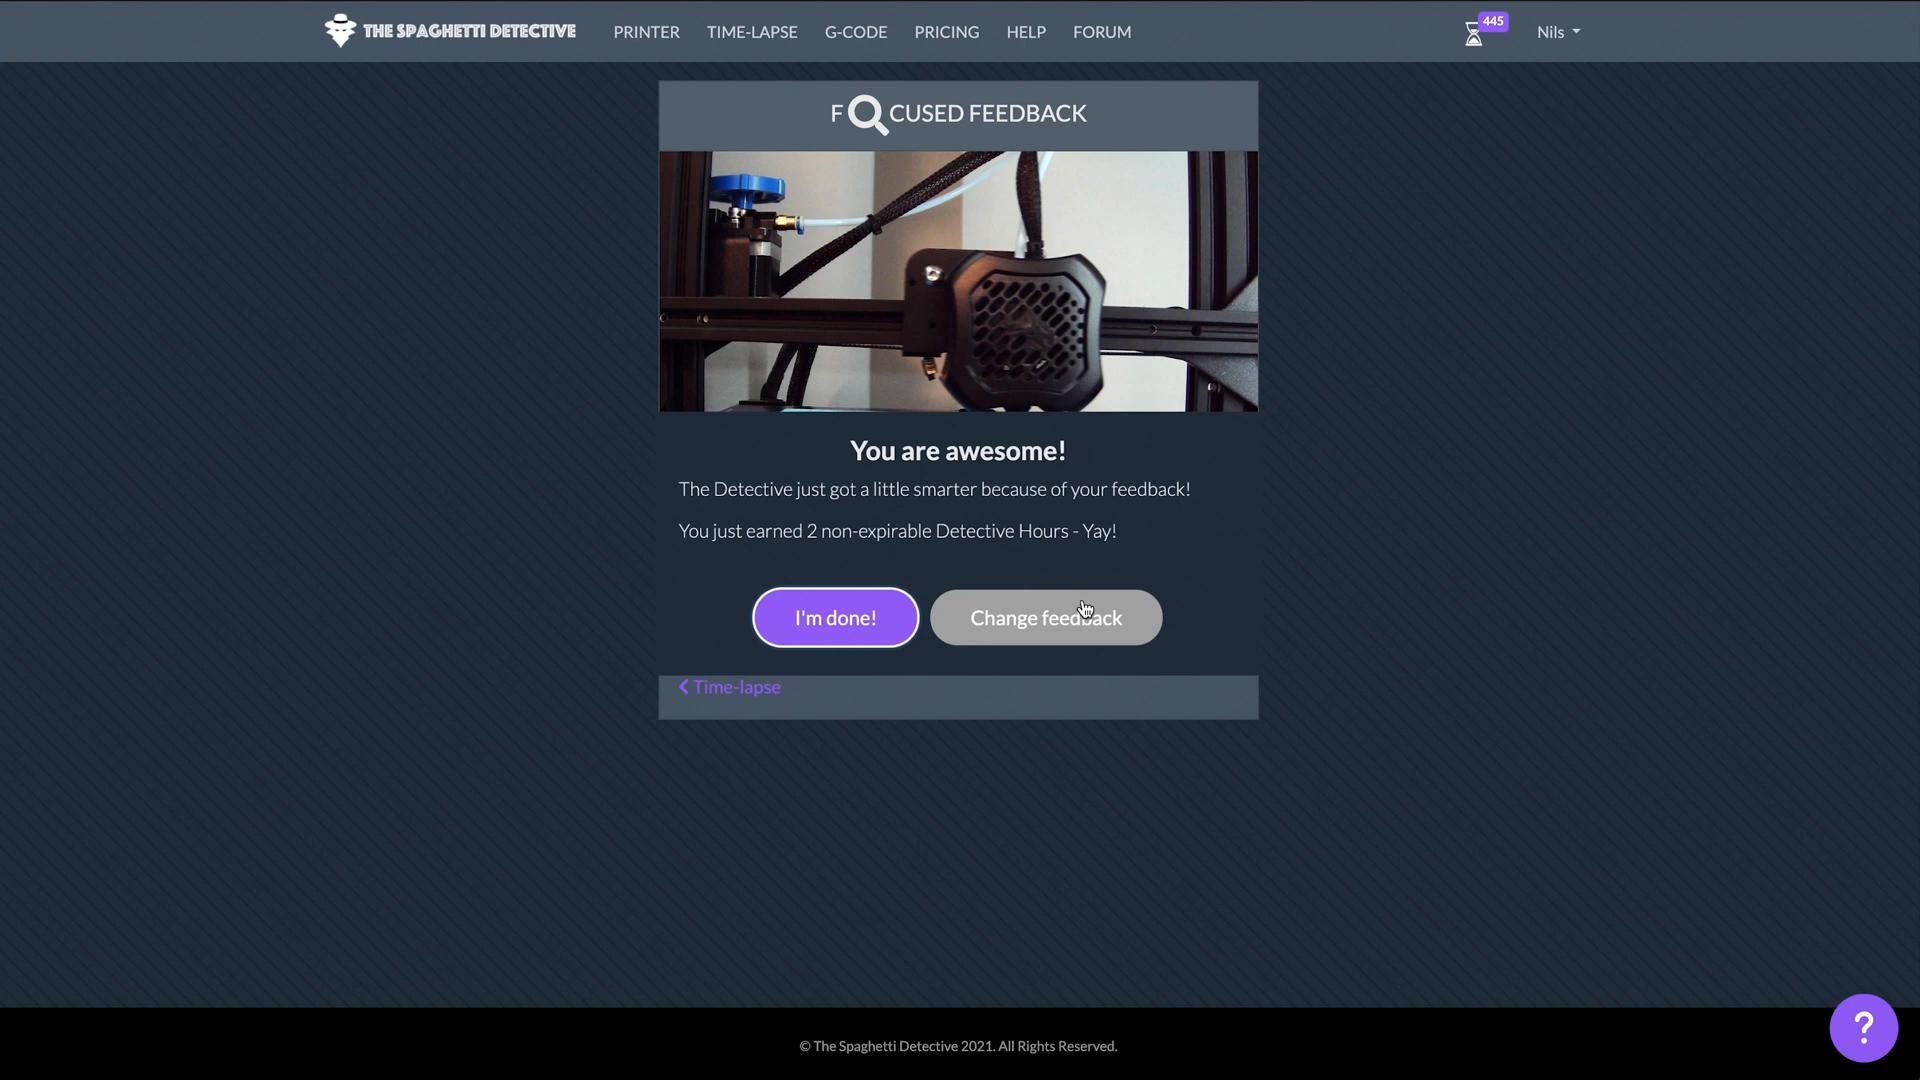 THE SPAGHETTI DETECTIVE PRINTER TIME-LAPSE G-CODE PRICING HELP FORUM 445 Nils
F CUSED FEEDBACK
You are awesome!
The Detective just got a little smarter because of your feedback!
You just earned 2 non-expirable Detective Hours - Yay!
I'm done! Change feedback
Time-lapse
?
© The Spaghetti Detective 2021. All Rights Reserved.